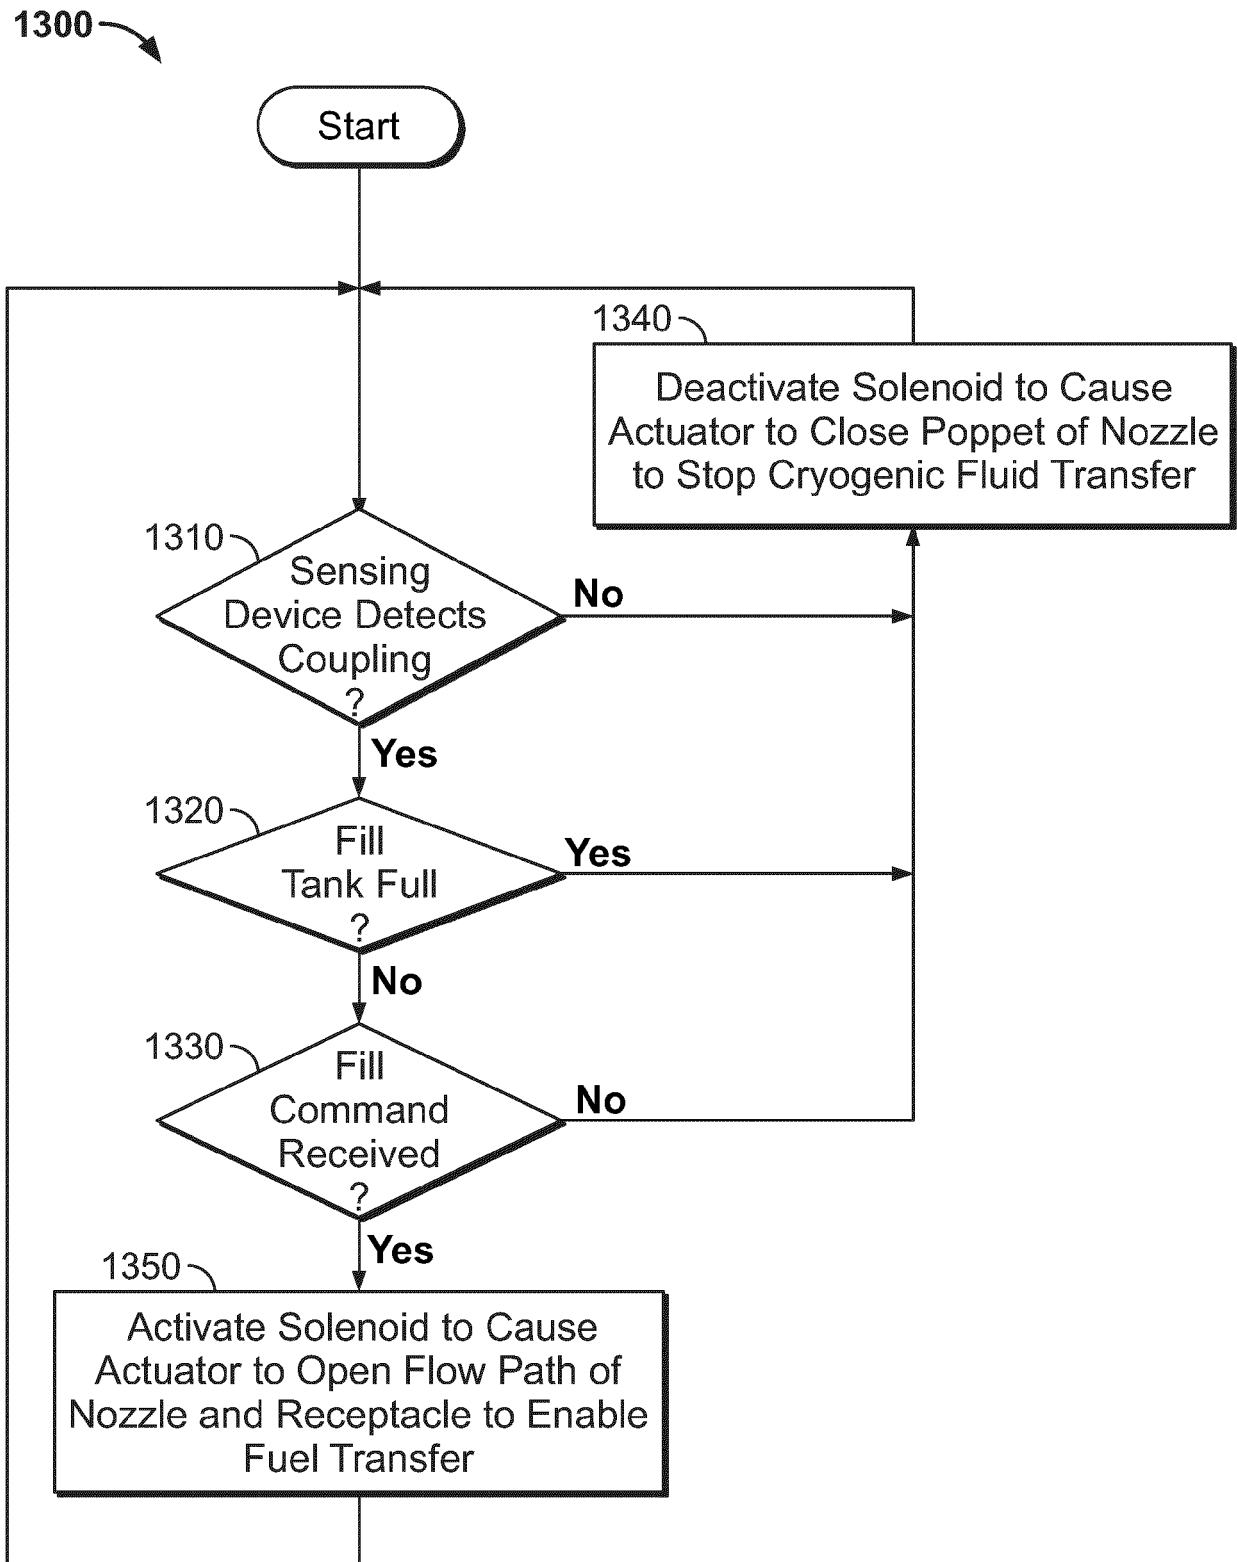 1300
Start
1340
Deactivate Solenoid to Cause
Actuator to Close Poppet of Nozzle
to Stop Cryogenic Fluid Transfer
1310
Sensing
Device Detects
Coupling
?
No
Yes
1320
Fill
Tank Full
?
Yes
No
1330
Fill
Command
Received
?
No
Yes
1350
Activate Solenoid to Cause
Actuator to Open Flow Path of
Nozzle and Receptacle to Enable
Fuel Transfer